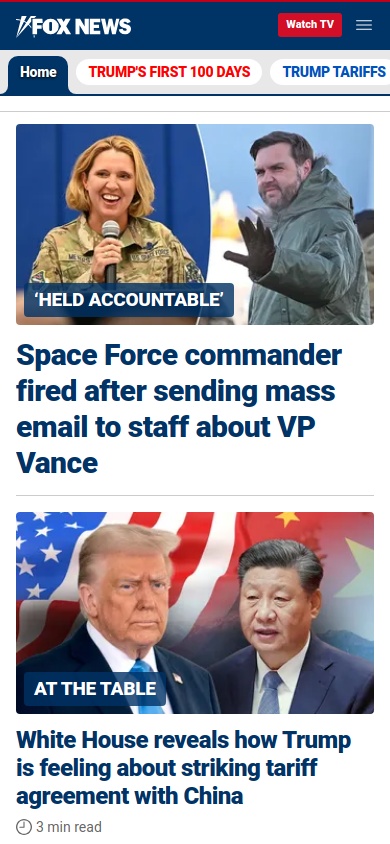 FOX NEWS
Watch TV
Home
TRUMP'S FIRST 100 DAYS
TRUMP TARIFFS
‘HELD ACCOUNTABLE’
Space Force commander
fired after sending mass
email to staff about VP
Vance
AT THE TABLE
White House reveals how Trump
is feeling about striking tariff
agreement with China
3 min read